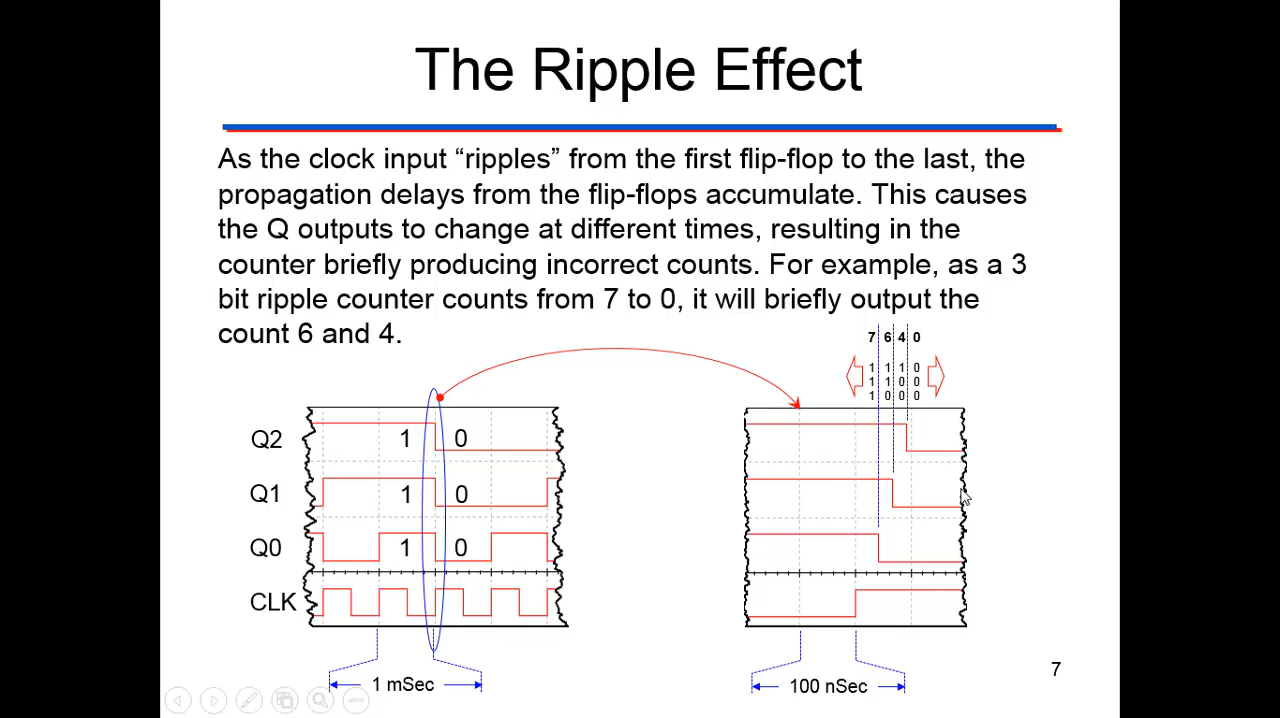 The Ripple Effect
As the clock input “ripples” from the first flip-flop to the last, the
propagation delays from the flip-flops accumulate. This causes
the Q outputs to change at different times, resulting in the
counter briefly producing incorrect counts. For example, as a 3
bit ripple counter counts from 7 to 0, it will briefly output the
count 6 and 4.
7 6 4 0
1 1 1 0
1 1 0 0
1 0 0 0
Q2 1 0
Q1 1 0
Q0 1 0
CLK
1 mSec
100 nSec
7